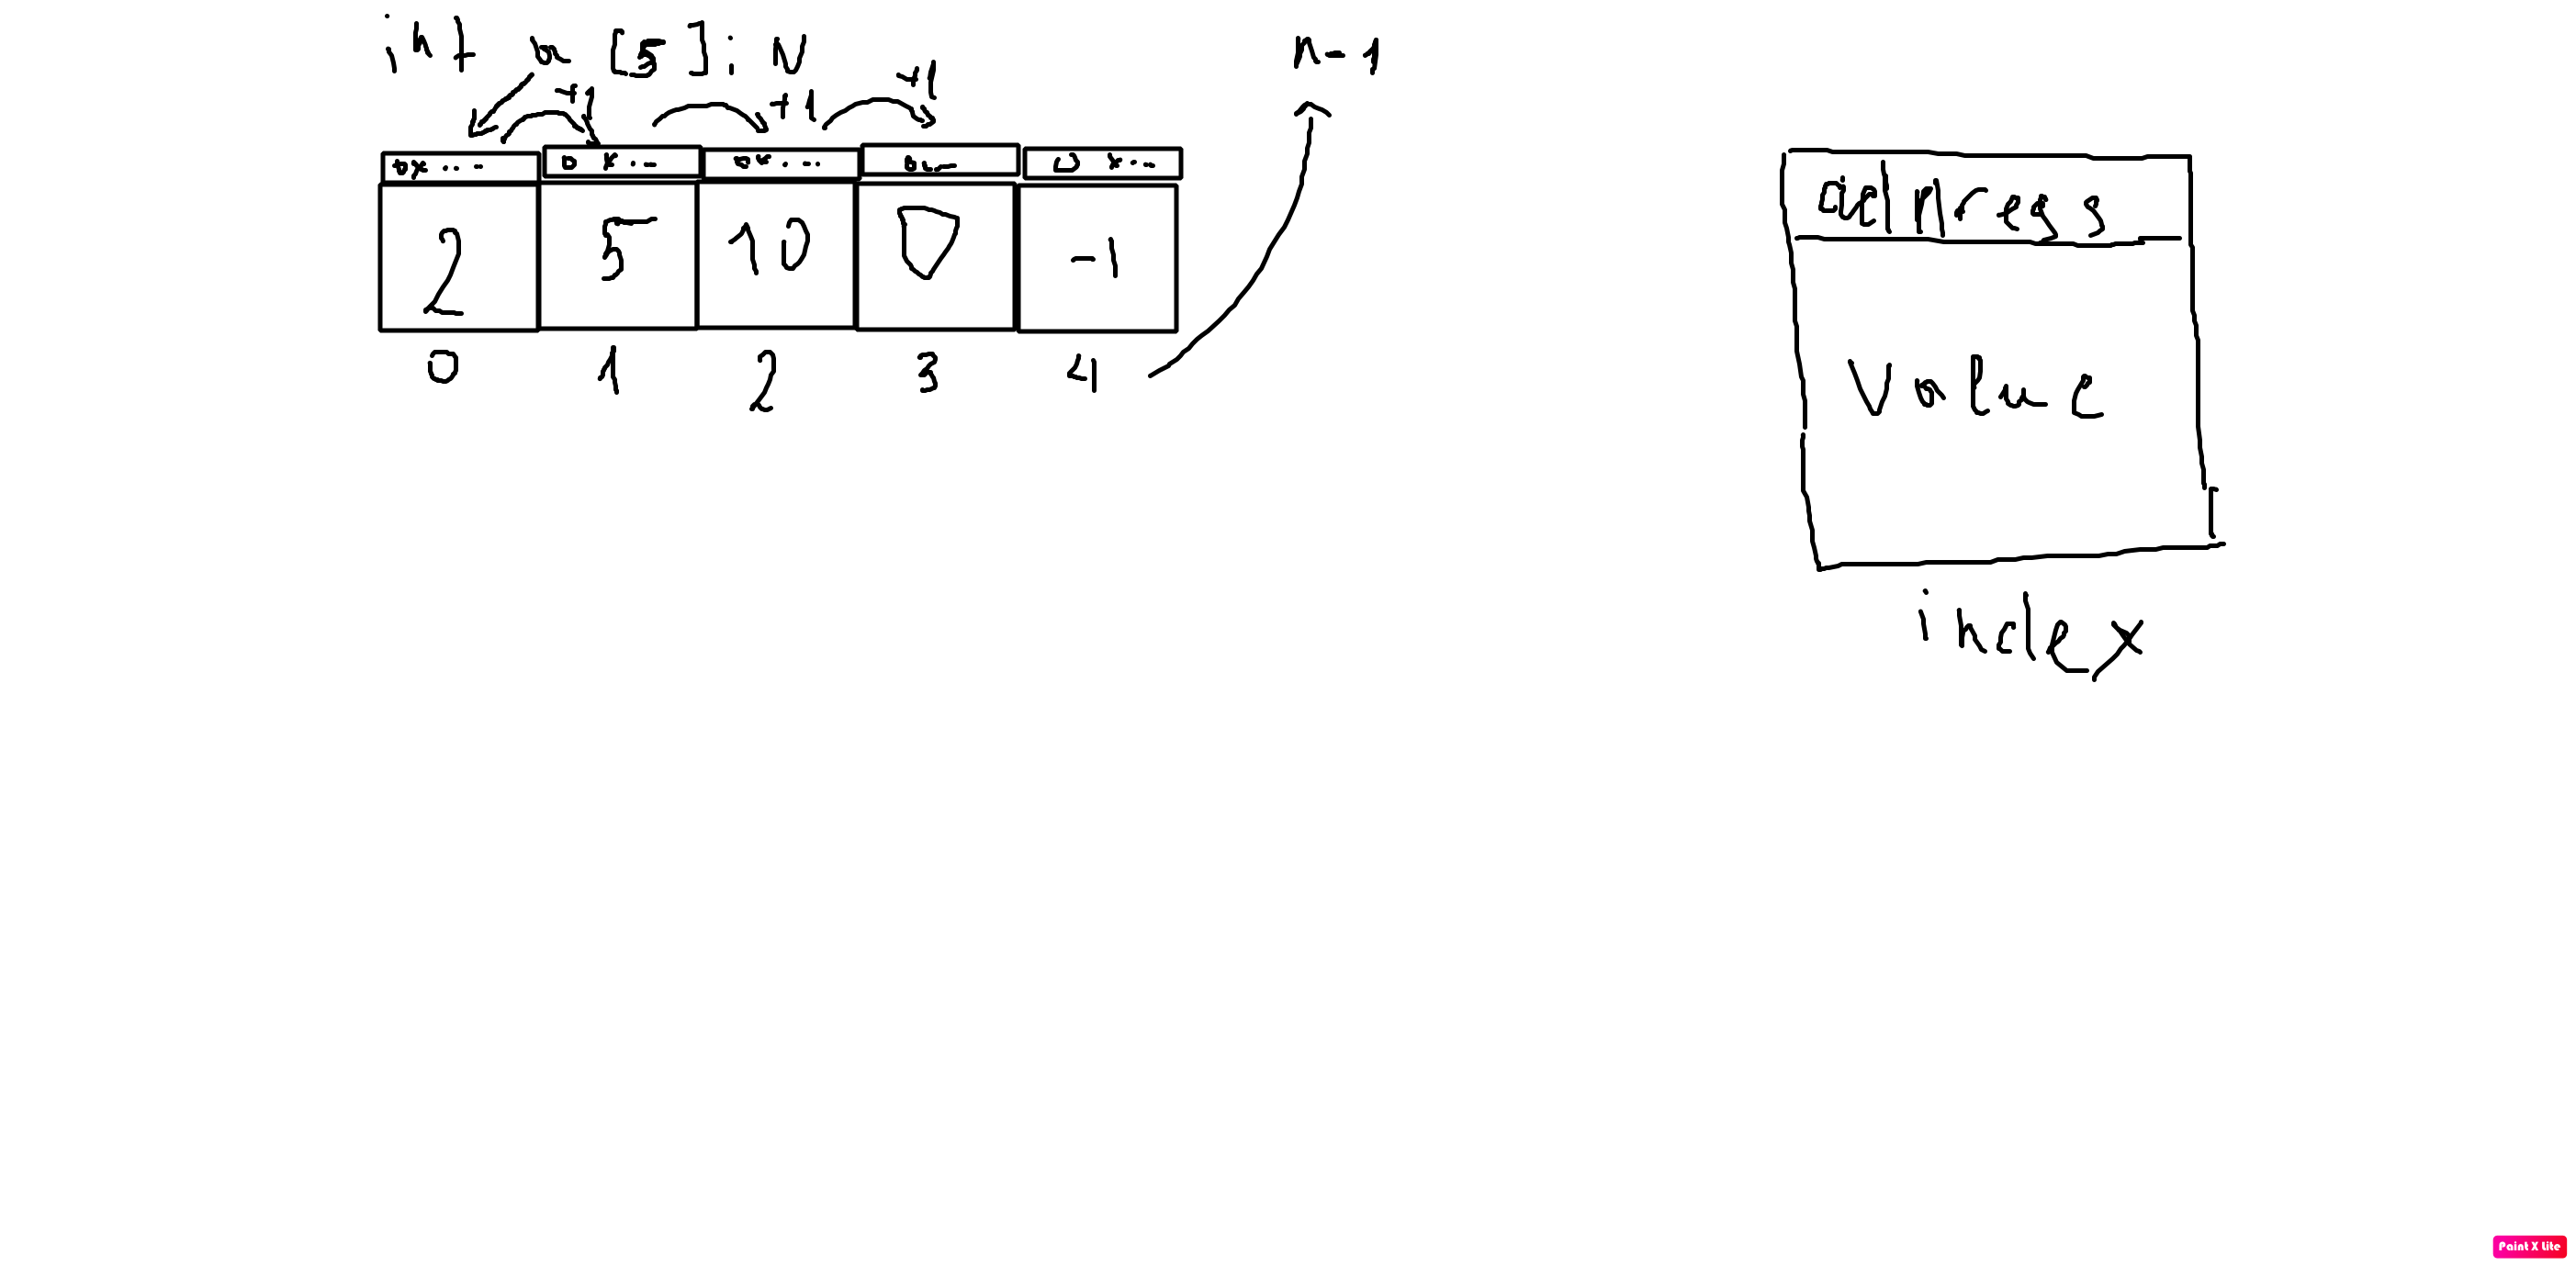 int a [5]; N
n-1
+1 +1 +1
0x... 0x... 0x... 0... 0x...
2 5 10 0 -1
0 1 2 3 4
address
Value
index
Paint X Lite